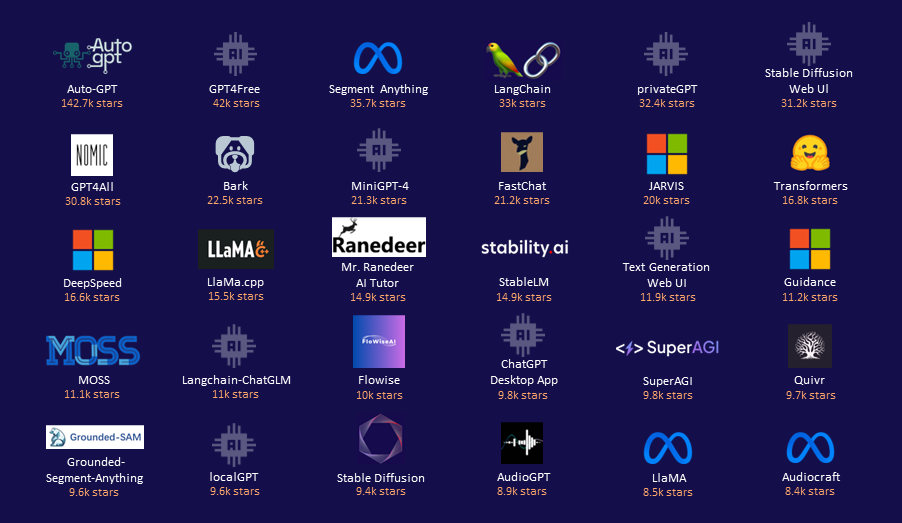 Auto
gpt
Auto-GPT
142.7k stars
AI
GPT4Free
42k stars
Segment Anything
35.7k stars
LangChain
33k stars
AI
privateGPT
32.4k stars
AI
Stable Diffusion
Web UI
31.2k stars
NOMIC
GPT4All
30.8k stars
Bark
22.5k stars
AI
MiniGPT-4
21.3k stars
FastChat
21.2k stars
JARVIS
20k stars
Transformers
16.8k stars
DeepSpeed
16.6k stars
LLaMA C++
LlaMa.cpp
15.5k stars
Ranedeer
Mr. Ranedeer
AI Tutor
14.9k stars
stability.ai
StableLM
14.9k stars
AI
Text Generation
Web UI
11.9k stars
Guidance
11.2k stars
MOSS
MOSS
11.1k stars
AI
Langchain-ChatGLM
11k stars
FloWiseAI
Flowise
10k stars
AI
ChatGPT
Desktop App
9.8k stars
SuperAGI
SuperAGI
9.8k stars
Quivr
9.7k stars
Grounded-SAM
Grounded-
Segment-Anything
9.6k stars
AI
localGPT
9.6k stars
Stable Diffusion
9.4k stars
AudioGPT
8.9k stars
LlaMA
8.5k stars
Audiocraft
8.4k stars